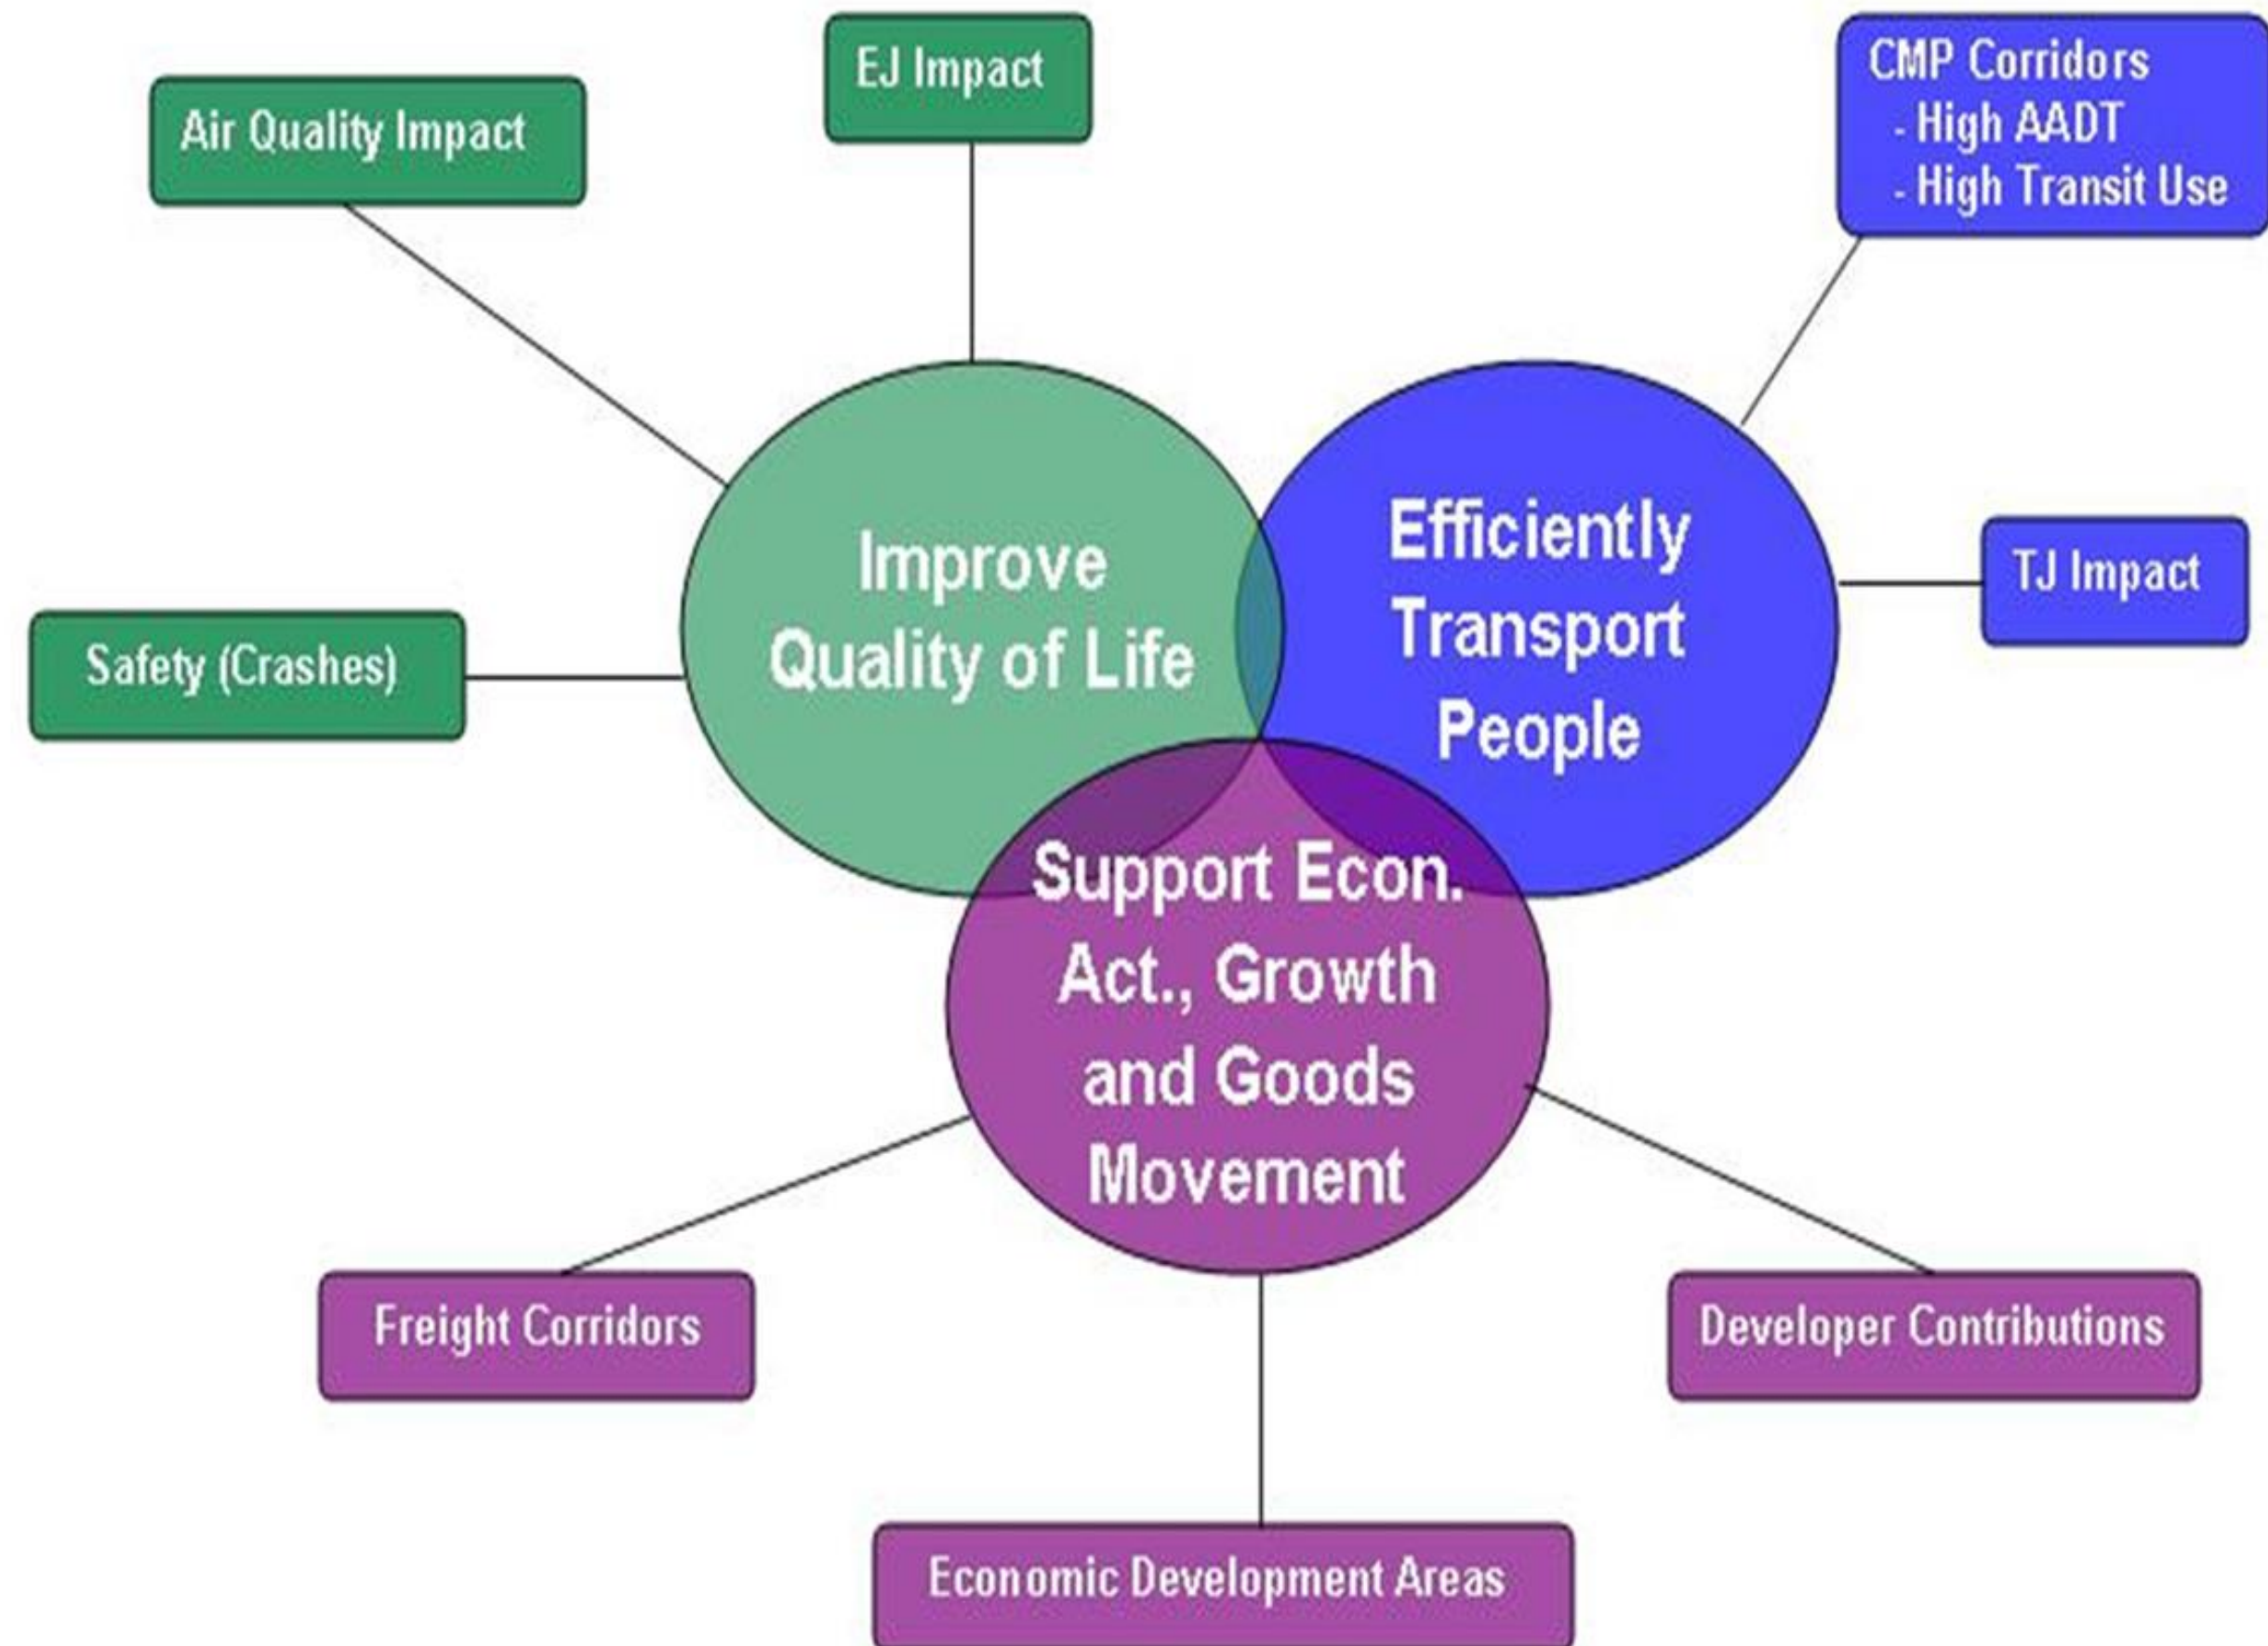 EJ Impact
Air Quality Impact
CMP Corridors
- High AADT
- High Transit Use
Improve
Quality of Life
Efficiently
Transport
People
TJ Impact
Safety (Crashes)
Support Econ.
Act., Growth
and Goods
Movement
Freight Corridors
Developer Contributions
Economic Development Areas